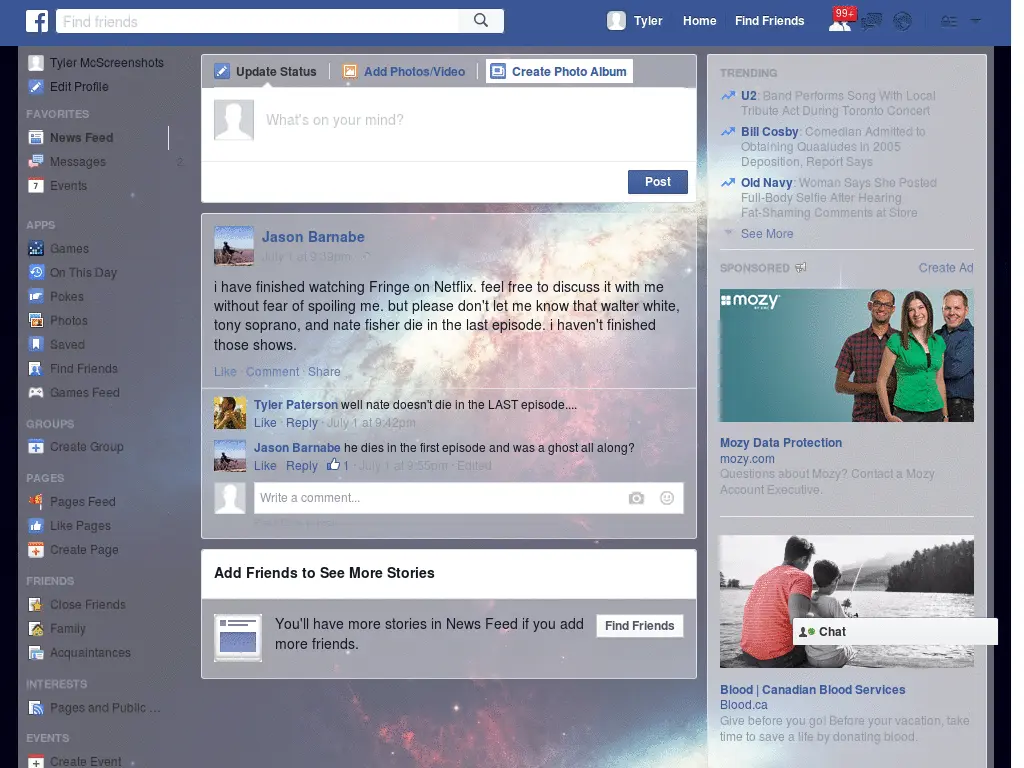 Find friends
Tyler
Home
Find Friends
99+
Tyler McScreenshots
Edit Profile
FAVORITES
News Feed
Messages 2
Events
APPS
Games
On This Day
Pokes
Photos
Saved
Find Friends
Games Feed
GROUPS
Create Group
PAGES
Pages Feed
Like Pages
Create Page
FRIENDS
Close Friends
Family
Acquaintances
INTERESTS
Pages and Public ...
EVENTS
Create Event
Update Status
Add Photos/Video
Create Photo Album
What's on your mind?
Post
Jason Barnabe
July 1 at 9:39pm ·
i have finished watching Fringe on Netflix. feel free to discuss it with me
without fear of spoiling me. but please don't let me know that walter white,
tony soprano, and nate fisher die in the last episode. i haven't finished
those shows.
Like · Comment · Share
Tyler Paterson well nate doesn't die in the LAST episode....
Like · Reply · July 1 at 9:42pm
Jason Barnabe he dies in the first episode and was a ghost all along?
Like · Reply · 1 · July 1 at 9:55pm · Edited
Write a comment...
Add Friends to See More Stories
You'll have more stories in News Feed if you add
more friends.
Find Friends
TRENDING
U2: Band Performs Song With Local
Tribute Act During Toronto Concert
Bill Cosby: Comedian Admitted to
Obtaining Quaaludes in 2005
Deposition, Report Says
Old Navy: Woman Says She Posted
Full-Body Selfie After Hearing
Fat-Shaming Comments at Store
See More
SPONSORED
Create Ad
mozy
Mozy Data Protection
mozy.com
Questions about Mozy? Contact a Mozy
Account Executive.
Chat
Blood | Canadian Blood Services
Blood.ca
Give before you go! Before your vacation, take
time to save a life by donating blood.